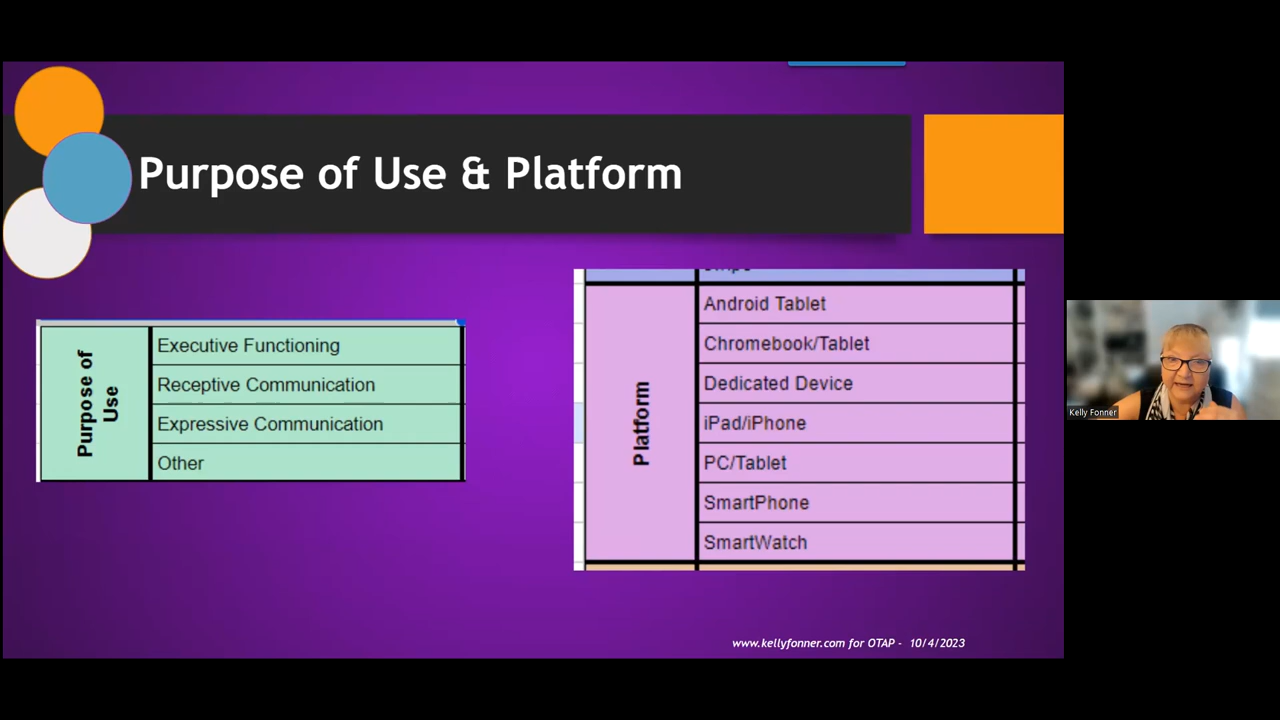 Purpose of Use & Platform
Purpose of
Use
Executive Functioning
Receptive Communication
Expressive Communication
Other
Platform
Android Tablet
Chromebook/Tablet
Dedicated Device
iPad/iPhone
PC/Tablet
SmartPhone
SmartWatch
Kelly Fonner
www.kellyfonner.com for OTAP - 10/4/2023